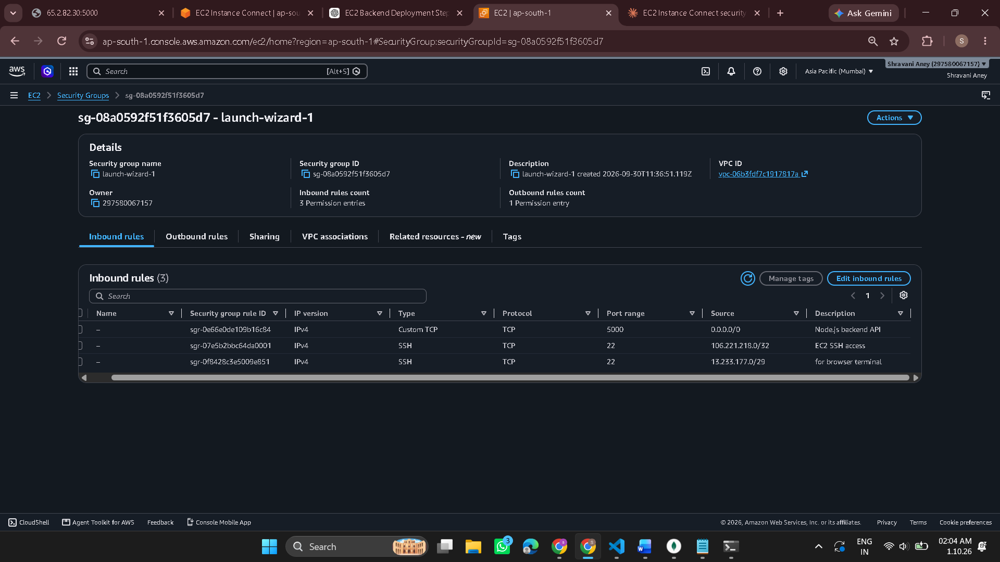 65.2.82.30:5000
EC2 Instance Connect | ap-sou
EC2 Backend Deployment Step
EC2 | ap-south-1
EC2 Instance Connect security
Ask Gemini
ap-south-1.console.aws.amazon.com/ec2/home?region=ap-south-1#SecurityGroup:securityGroupId=sg-08a0592f51f3605d7
S
aws
Search
[Alt+S]
Asia Pacific (Mumbai)
Shravani Aney (297580067157)
Shravani Aney
EC2
Security Groups
sg-08a0592f51f3605d7
sg-08a0592f51f3605d7 - launch-wizard-1
Actions
Details
Security group name
launch-wizard-1
Security group ID
sg-08a0592f51f3605d7
Description
launch-wizard-1 created 2026-09-30T11:36:51.119Z
VPC ID
vpc-06b3fdf7c1917817a
Owner
297580067157
Inbound rules count
3 Permission entries
Outbound rules count
1 Permission entry
Inbound rules
Outbound rules
Sharing
VPC associations
Related resources - new
Tags
Inbound rules (3)
Manage tags
Edit inbound rules
Search
1
Name Security group rule ID IP version Type Protocol Port range Source Description
– sgr-0e66e0de109b16c84 IPv4 Custom TCP TCP 5000 0.0.0.0/0 Node.js backend API
– sgr-07e5b2bbc64da0001 IPv4 SSH TCP 22 106.221.218.0/32 EC2 SSH access
– sgr-0f8428c3e5009e851 IPv4 SSH TCP 22 13.233.177.0/29 for browser terminal
CloudShell
Agent Toolkit for AWS
Feedback
Console Mobile App
© 2026, Amazon Web Services, Inc. or its affiliates.
Privacy
Terms
Cookie preferences
Search
3
ENG
IN
02:04 AM
1.10.26